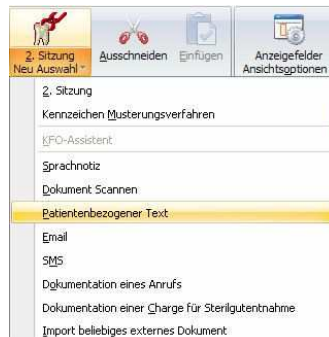 2. Sitzung
Neu Auswahl
Ausschneiden
Einfügen
Anzeigefelder
Ansichtsoptionen
2. Sitzung
Kennzeichen Musterungsverfahren
KFO-Assistent
Sprachnotiz
Dokument Scannen
Patientenbezogener Text
Email
SMS
Dokumentation eines Anrufs
Dokumentation einer Charge für Sterilgutentnahme
Import beliebiges externes Dokument